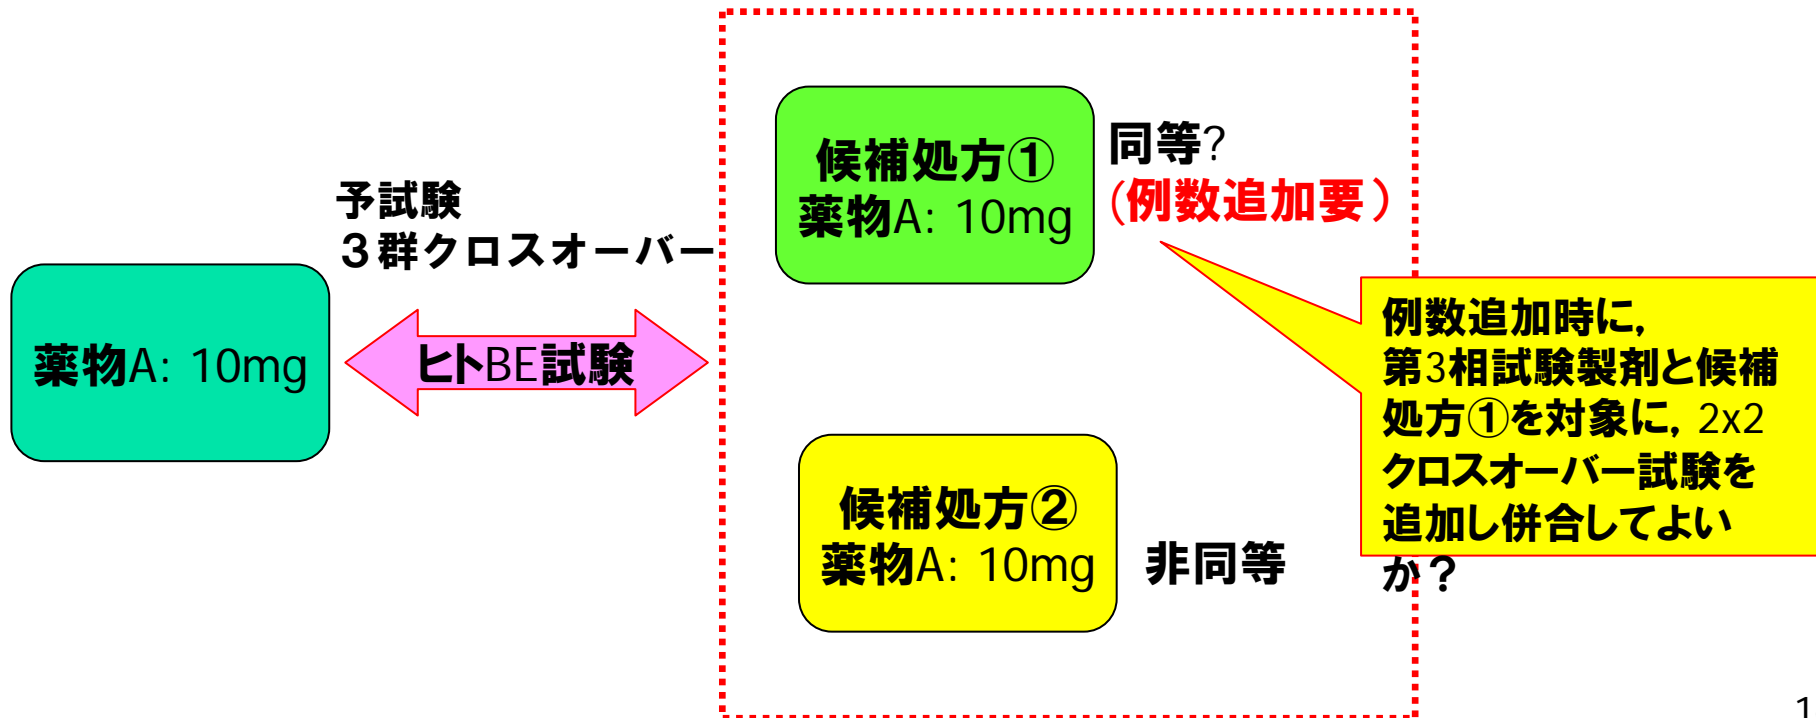 薬物A: 10mg
予試験
３群クロスオーバー
ヒトBE試験
候補処方①
薬物A: 10mg
同等?
(例数追加要）
候補処方②
薬物A: 10mg
非同等
例数追加時に,
第3相試験製剤と候補
処方①を対象に, 2x2
クロスオーバー試験を
追加し併合してよい
か？
1